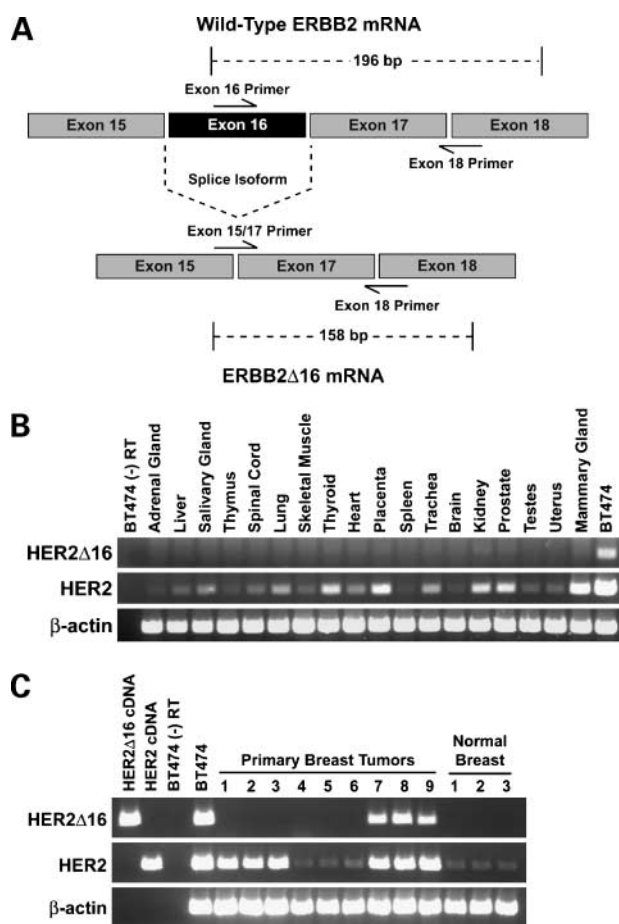 A
Wild-Type ERBB2 mRNA
196 bp
Exon 16 Primer
Exon 15 Exon 16 Exon 17 Exon 18
Exon 18 Primer
Splice Isoform
Exon 15/17 Primer
Exon 15 Exon 17 Exon 18
Exon 18 Primer
158 bp
ERBB2Δ16 mRNA
B
BT474 (-) RT
Adrenal Gland
Liver
Salivary Gland
Thymus
Spinal Cord
Lung
Skeletal Muscle
Thyroid
Heart
Placenta
Spleen
Trachea
Brain
Kidney
Prostate
Testes
Uterus
Mammary Gland
BT474
HER2Δ16
HER2
β-actin
C
HER2Δ16 cDNA
HER2 cDNA
BT474 (-) RT
BT474
Primary Breast Tumors
Normal
Breast
1 2 3 4 5 6 7 8 9 1 2 3
HER2Δ16
HER2
β-actin